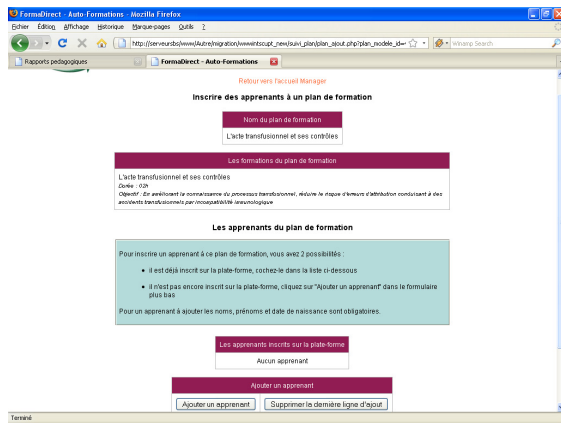 FormaDirect - Auto-Formations - Mozilla Firefox
Fichier Édition Affichage Historique Marque-pages Outils ?
http://serveursbs/www/Autre/migration/wwwintscupt_new/suivi_plan/plan_ajout.php?plan_modele_id=
Winamp Search
Rapports pedagogiques
FormaDirect - Auto-Formations
Retour vers l'accueil Manager
Inscrire des apprenants à un plan de formation
Nom du plan de formation
L'acte transfusionnel et ses contrôles
Les formations du plan de formation
L'acte transfusionnel et ses contrôles
Durée : 02h
Objectif : En améliorant la connaissance du processus transfusionnel, réduire le risque d'erreurs d'attribution conduisant à des
accidents transfusionnels par incompatibilité immunologique
Les apprenants du plan de formation
Pour inscrire un apprenant à ce plan de formation, vous avez 2 possibilités :
• il est déjà inscrit sur la plate-forme, cochez-le dans la liste ci-dessous
• il n'est pas encore inscrit sur la plate-forme, cliquez sur "Ajouter un apprenant" dans le formulaire
plus bas
Pour un apprenant à ajouter les noms, prénoms et date de naissance sont obligatoires.
Les apprenants inscrits sur la plate-forme
Aucun apprenant
Ajouter un apprenant
Ajouter un apprenant Supprimer la dernière ligne d'ajout
Terminé